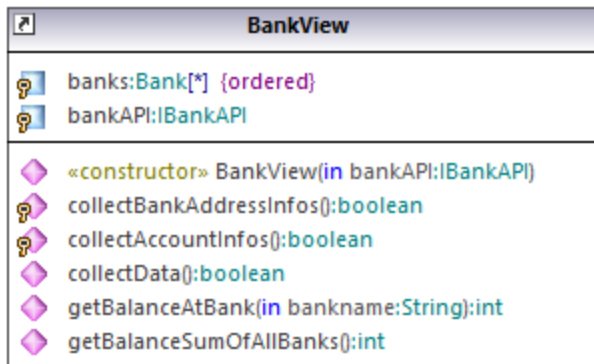 BankView
banks:Bank[*] {ordered}
bankAPI:IBankAPI
«constructor» BankView(in bankAPI:IBankAPI)
collectBankAddressInfos():boolean
collectAccountInfos():boolean
collectData():boolean
getBalanceAtBank(in bankname:String):int
getBalanceSumOfAllBanks():int